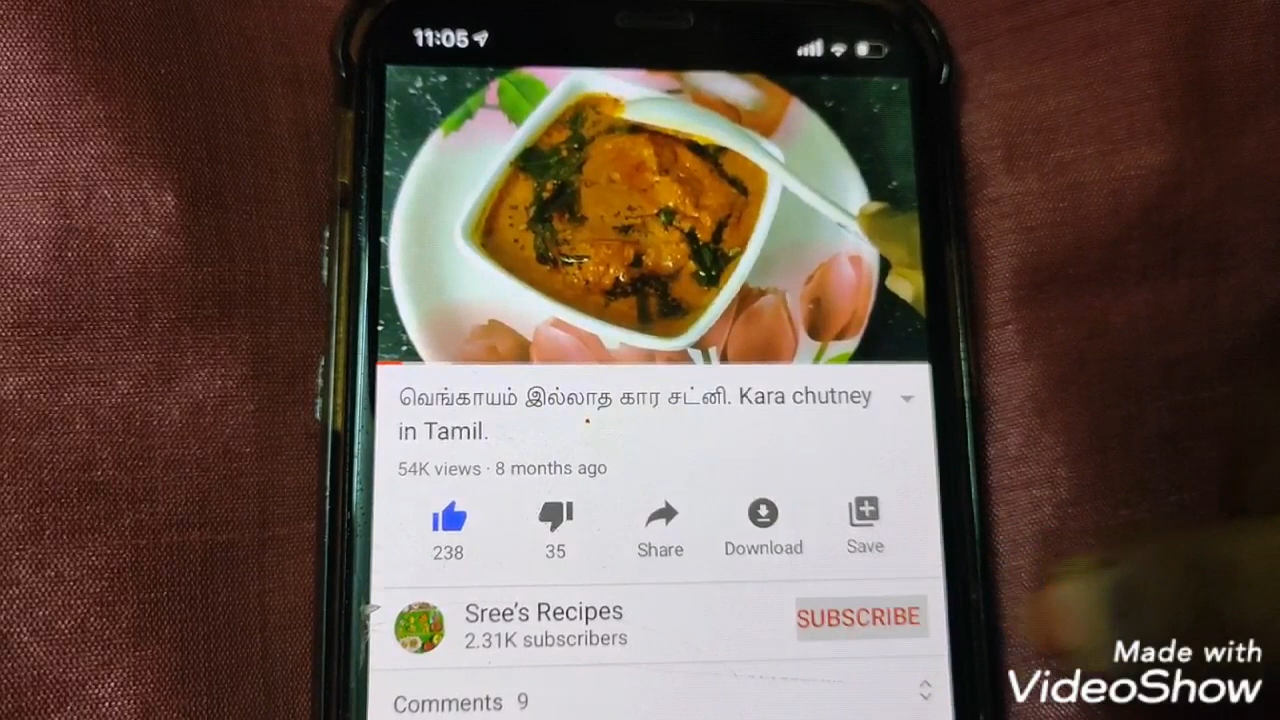 11:05
வெங்காயம் இல்லாத கார சட்னி. Kara chutney
in Tamil.
54K views · 8 months ago
238
35
Share
Download
Save
Sree's Recipes
SUBSCRIBE
2.31K subscribers
Comments 9
Made with
VideoShow